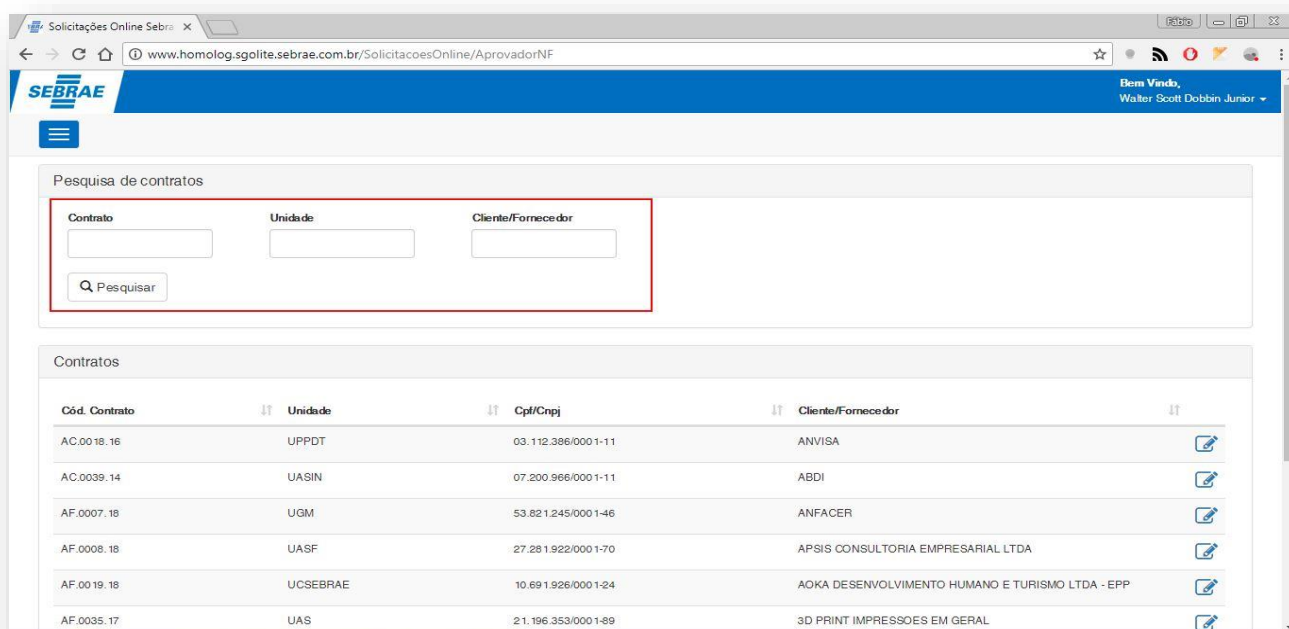 Solicitações Online Sebra
Fábio
www.homolog.sgolite.sebrae.com.br/SolicitacoesOnline/AprovadorNF
SEBRAE
Bem Vindo,
Walter Scott Dobbin Junior
Pesquisa de contratos
Contrato Unidade Cliente/Fornecedor
Pesquisar
Contratos
Cód. Contrato Unidade Cpf/Cnpj Cliente/Fornecedor
AC.0018.16 UPPDT 03.112.386/0001-11 ANVISA
AC.0039.14 UASIN 07.200.966/0001-11 ABDI
AF.0007.18 UGM 53.821.245/0001-46 ANFACER
AF.0008.18 UASF 27.281.922/0001-70 APSIS CONSULTORIA EMPRESARIAL LTDA
AF.0019.18 UCSEBRAE 10.691.926/0001-24 AOKA DESENVOLVIMENTO HUMANO E TURISMO LTDA - EPP
AF.0035.17 UAS 21.196.353/0001-89 3D PRINT IMPRESSOES EM GERAL